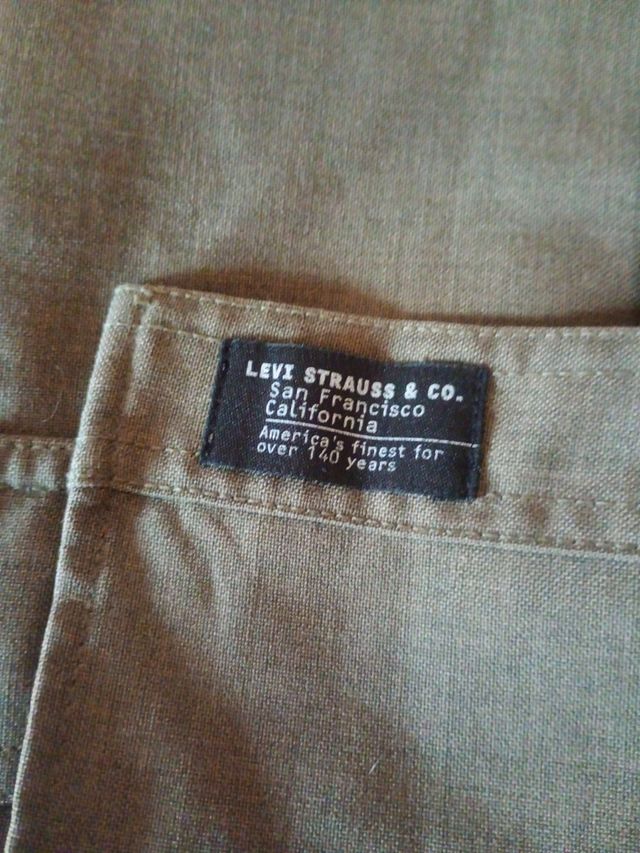 LEVI STRAUSS & CO.
San Francisco
California
America's finest for
over 140 years